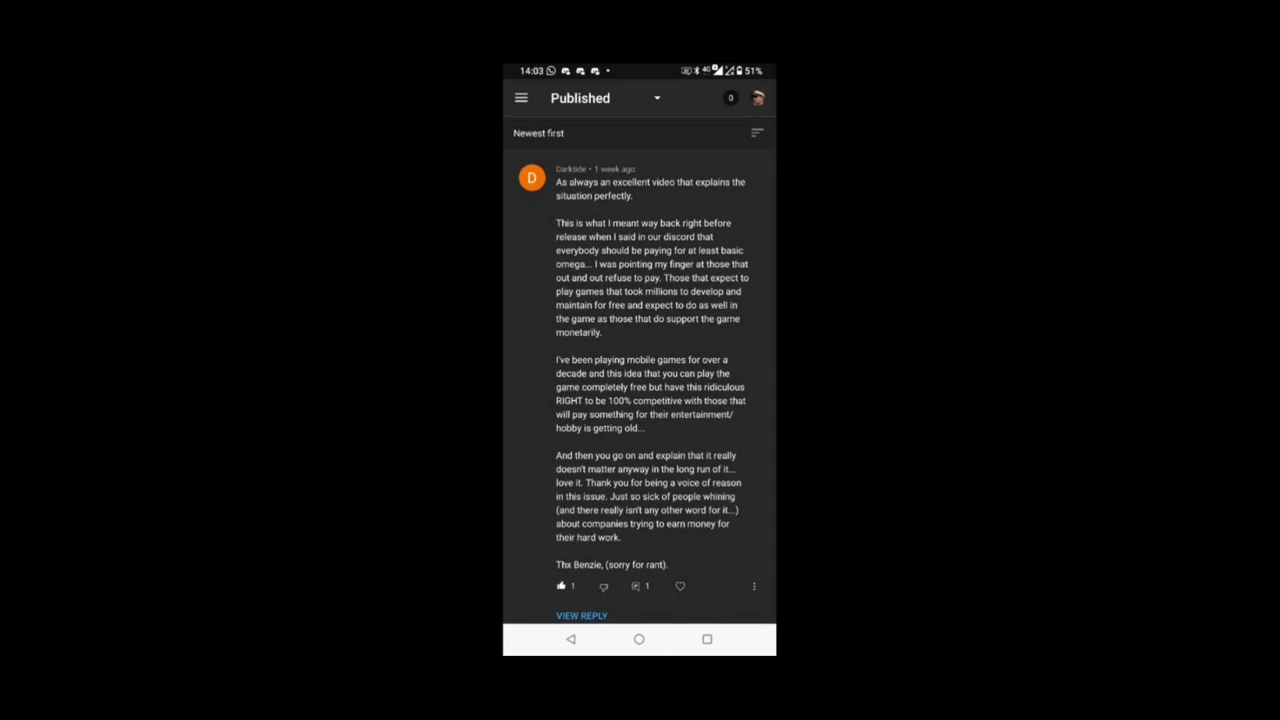 14:03 51%
Published 0
Newest first
D
Darktide • 1 week ago
As always an excellent video that explains the
situation perfectly.
This is what I meant way back right before
release when I said in our discord that
everybody should be paying for at least basic
omega... I was pointing my finger at those that
out and out refuse to pay. Those that expect to
play games that took millions to develop and
maintain for free and expect to do as well in
the game as those that do support the game
monetarily.
I've been playing mobile games for over a
decade and this idea that you can play the
game completely free but have this ridiculous
RIGHT to be 100% competitive with those that
will pay something for their entertainment/
hobby is getting old...
And then you go on and explain that it really
doesn't matter anyway in the long run of it...
love it. Thank you for being a voice of reason
in this issue. Just so sick of people whining
(and there really isn't any other word for it...)
about companies trying to earn money for
their hard work.
Thx Benzie, (sorry for rant).
1 1
VIEW REPLY